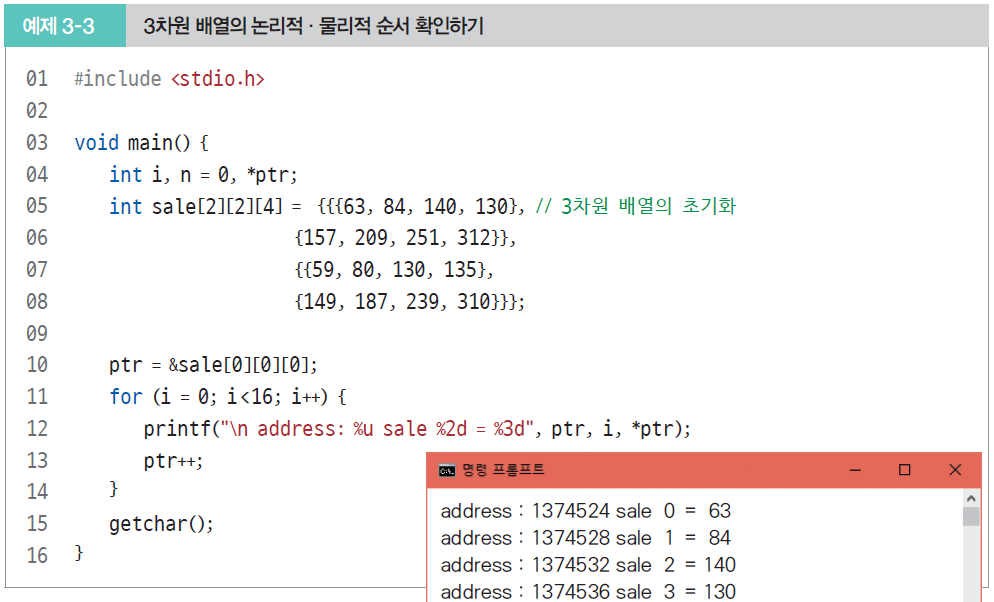 예제 3-3 3차원 배열의 논리적·물리적 순서 확인하기
01 #include <stdio.h>
02
03 void main() {
04 int i, n = 0, *ptr;
05 int sale[2][2][4] = {{{63, 84, 140, 130}, // 3차원 배열의 초기화
06 {157, 209, 251, 312}},
07 {{59, 80, 130, 135},
08 {149, 187, 239, 310}}};
09
10 ptr = &sale[0][0][0];
11 for (i = 0; i<16; i++) {
12 printf("\n address: %u sale %2d = %3d", ptr, i, *ptr);
13 ptr++;
14 }
15 getchar();
16 }
명령 프롬프트
address : 1374524 sale 0 = 63
address : 1374528 sale 1 = 84
address : 1374532 sale 2 = 140
address : 1374536 sale 3 = 130